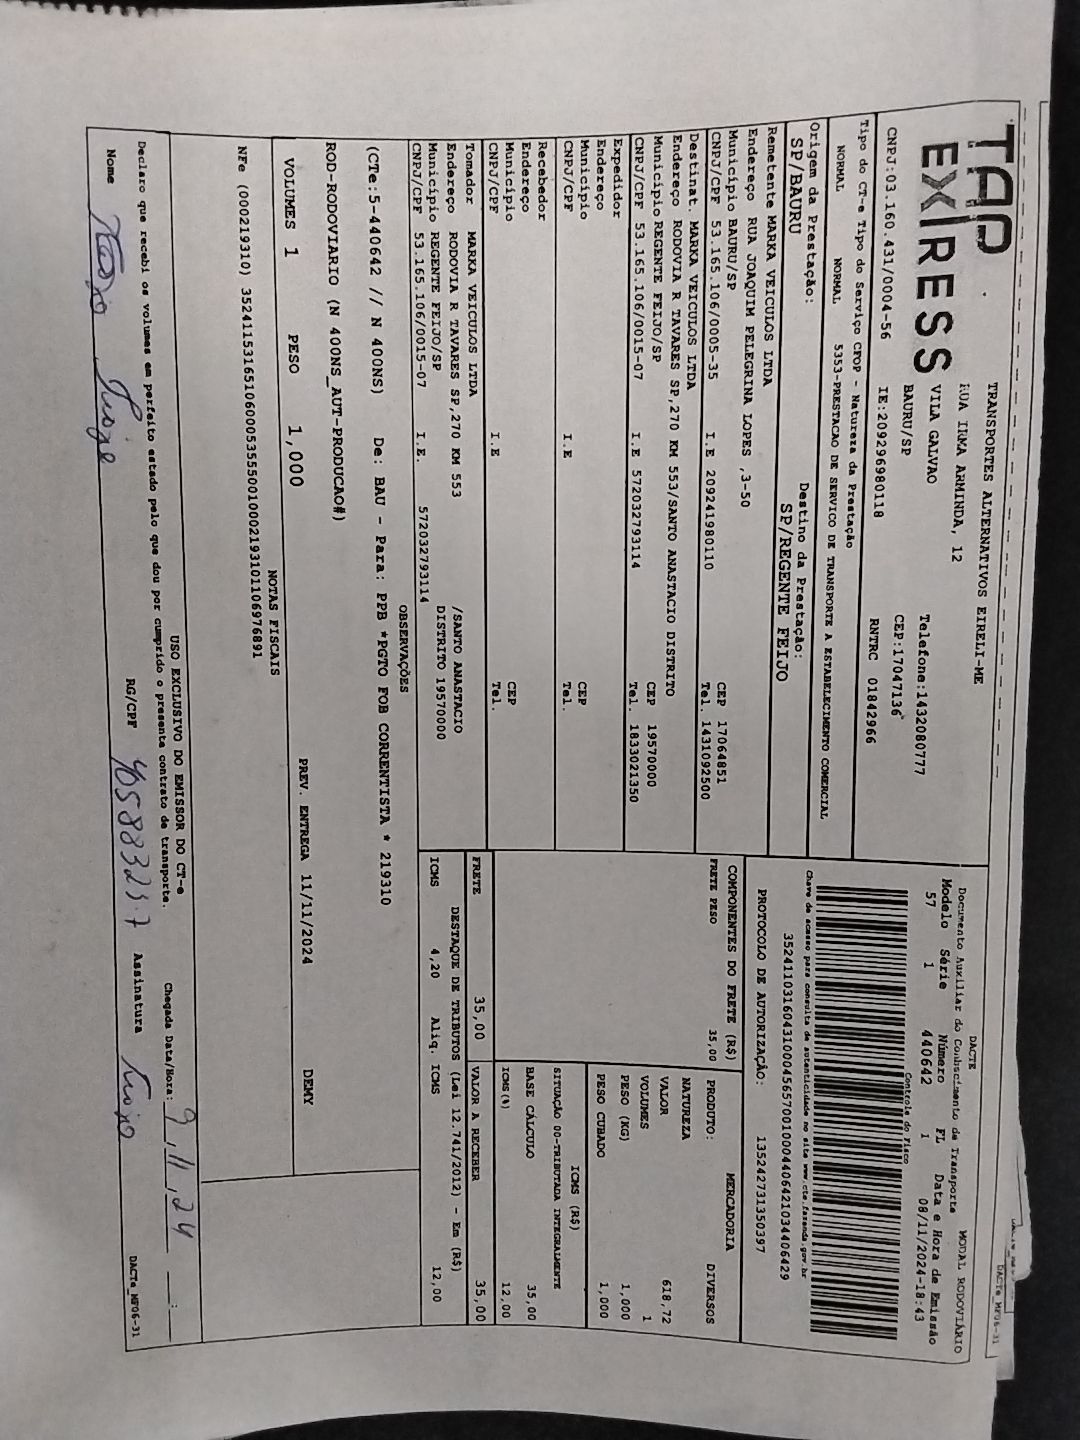 TAP
EXPRESS
TRANSPORTES ALTERNATIVOS EIRELI-ME
RUA IRMA ARMINDA, 12
VILA GALVAO
BAURU/SP
Telefone:1432080777
CEP:17047136
CNPJ:03.160.431/0004-56 IE:209296980118 RNTRC 01842966
DACTE MODAL RODOVIÁRIO
Documento Auxiliar do Conhecimento de Transporte
Modelo Série Número FL Data e Hora de Emissão
57 1 440642 1 08/11/2024-18:43
Controle do Fisco
Tipo do CT-e Tipo do Serviço CFOP - Natureza da Prestação
NORMAL NORMAL 5353-PRESTACAO DE SERVICO DE TRANSPORTE A ESTABELECIMENTO COMERCIAL
Chave de acesso para consulta de autenticidade no site www.cte.fazenda.gov.br
35241103160431000456570010004406421034406429
PROTOCOLO DE AUTORIZAÇÃO: 135242731350397
Origem da Prestação: Destino da Prestação:
SP/BAURU SP/REGENTE FEIJO
Remetente MARKA VEICULOS LTDA
Endereço RUA JOAQUIM PELEGRINA LOPES ,3-50
Município BAURU/SP CEP 17064851
CNPJ/CPF 53.165.106/0005-35 I.E 209241980110 Tel. 1431092500
Destinat. MARKA VEICULOS LTDA
Endereço RODOVIA R TAVARES SP,270 KM 553/SANTO ANASTACIO DISTRITO
Município REGENTE FEIJO/SP CEP 19570000
CNPJ/CPF 53.165.106/0015-07 I.E 572032793114 Tel. 1833021350
Expedidor
Endereço
Município CEP
CNPJ/CPF I.E Tel.
Recebedor
Endereço
Município CEP
CNPJ/CPF I.E Tel.
Tomador MARKA VEICULOS LTDA
Endereço RODOVIA R TAVARES SP,270 KM 553 /SANTO ANASTACIO
Município REGENTE FEIJO/SP DISTRITO 19570000
CNPJ/CPF 53.165.106/0015-07 I.E. 572032793114
COMPONENTES DO FRETE (R$)
FRETE PESO 35,00
MERCADORIA
PRODUTO: DIVERSOS
NATUREZA
VALOR 618,72
VOLUMES 1
PESO (KG) 1,000
PESO CUBADO 1,000
ICMS (R$)
SITUAÇÃO 00-TRIBUTADA INTEGRALMENTE
BASE CÁLCULO 35,00
ICMS(%) 12,00
FRETE 35,00 VALOR A RECEBER 35,00
DESTAQUE DE TRIBUTOS (Lei 12.741/2012) - Em (R$)
ICMS 4,20 Aliq. ICMS 12,00
OBSERVAÇÕES
(CTe:5-440642 // N 400NS) De: BAU - Para: PPB *PGTO FOB CORRENTISTA * 219310
ROD-RODOVIARIO (N 400NS_AUT-PRODUCAO#)
VOLUMES 1 PESO 1,000 PREV. ENTREGA 11/11/2024 DEMY
NOTAS FISCAIS
NFe (000219310) 35241153165106000535550010002193101106976891
USO EXCLUSIVO DO EMISSOR DO CT-e
Declaro que recebi os volumes em perfeito estado pelo que dou por cumprido o presente contrato de transporte. Chegada Data/Hora: 9,11,24 :
Nome RG/CPF Assinatura
DACTe_MF06-31
DACTe_MF06-31